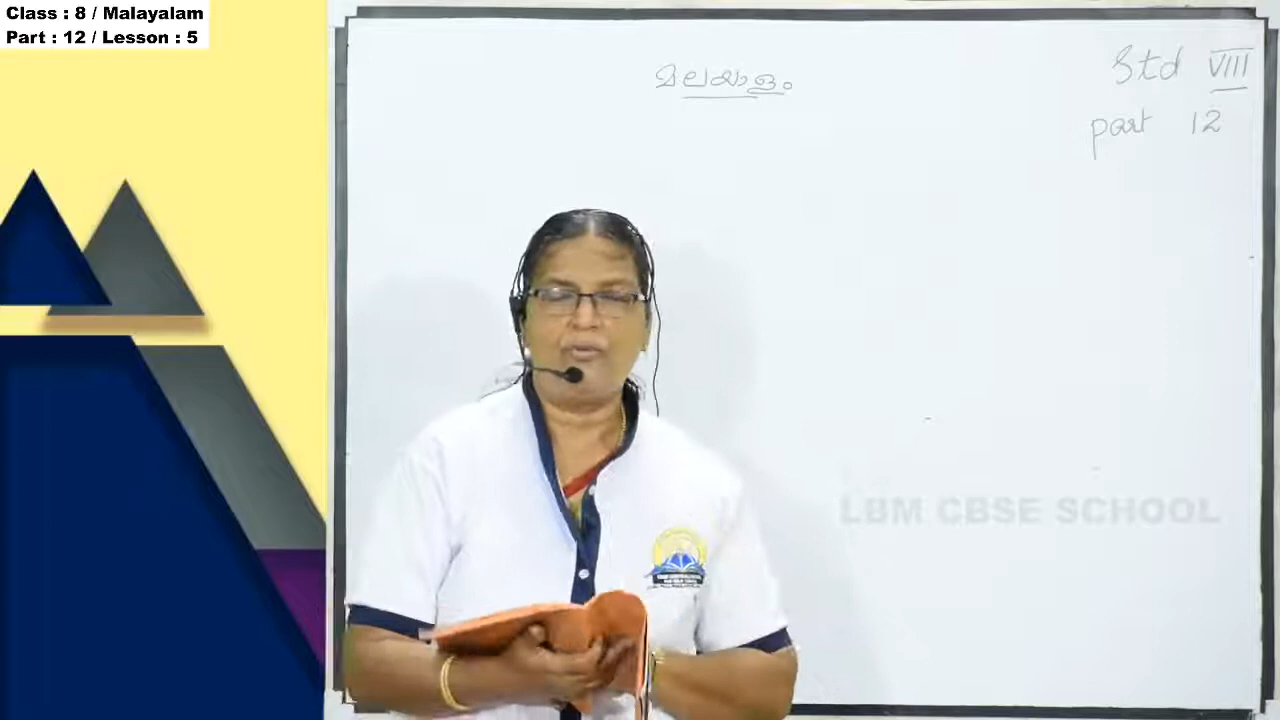 Class : 8 / Malayalam
Part : 12 / Lesson : 5
മലയാളം
Std VIII
part 12
LBM CBSE SCHOOL